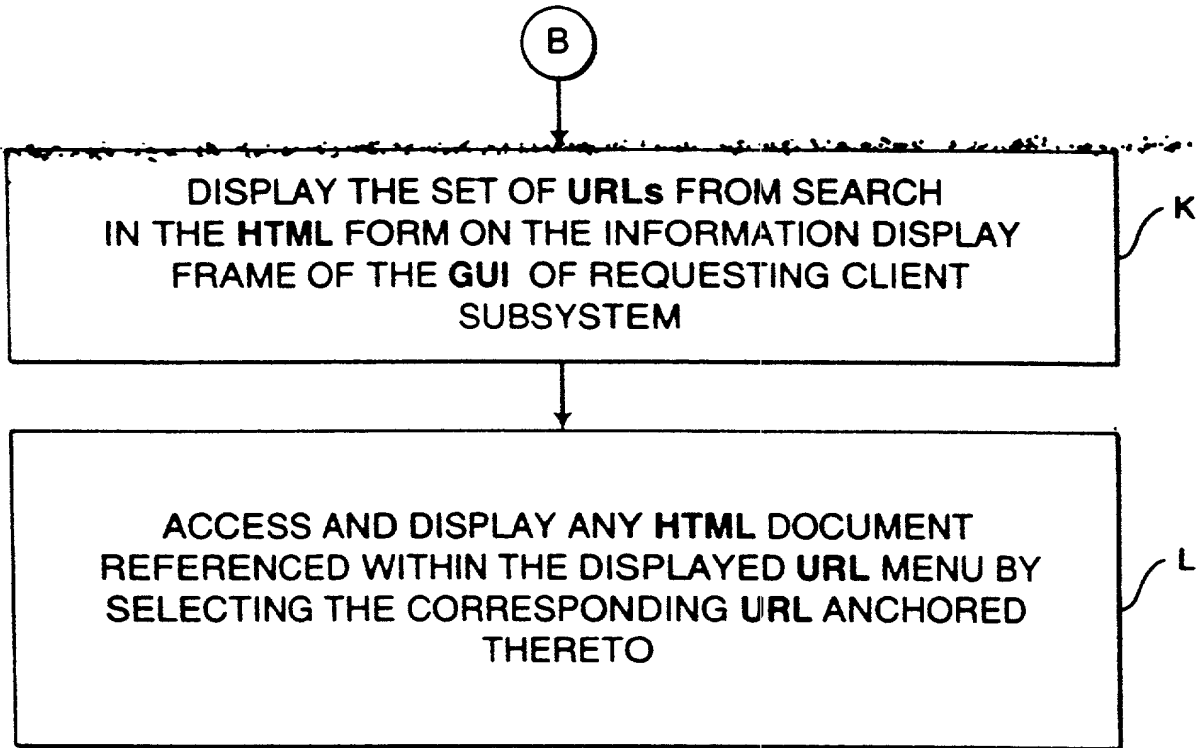 B
DISPLAY THE SET OF URLs FROM SEARCH
IN THE HTML FORM ON THE INFORMATION DISPLAY
FRAME OF THE GUI OF REQUESTING CLIENT
SUBSYSTEM
K
ACCESS AND DISPLAY ANY HTML DOCUMENT
REFERENCED WITHIN THE DISPLAYED URL MENU BY
SELECTING THE CORRESPONDING URL ANCHORED
THERETO
L